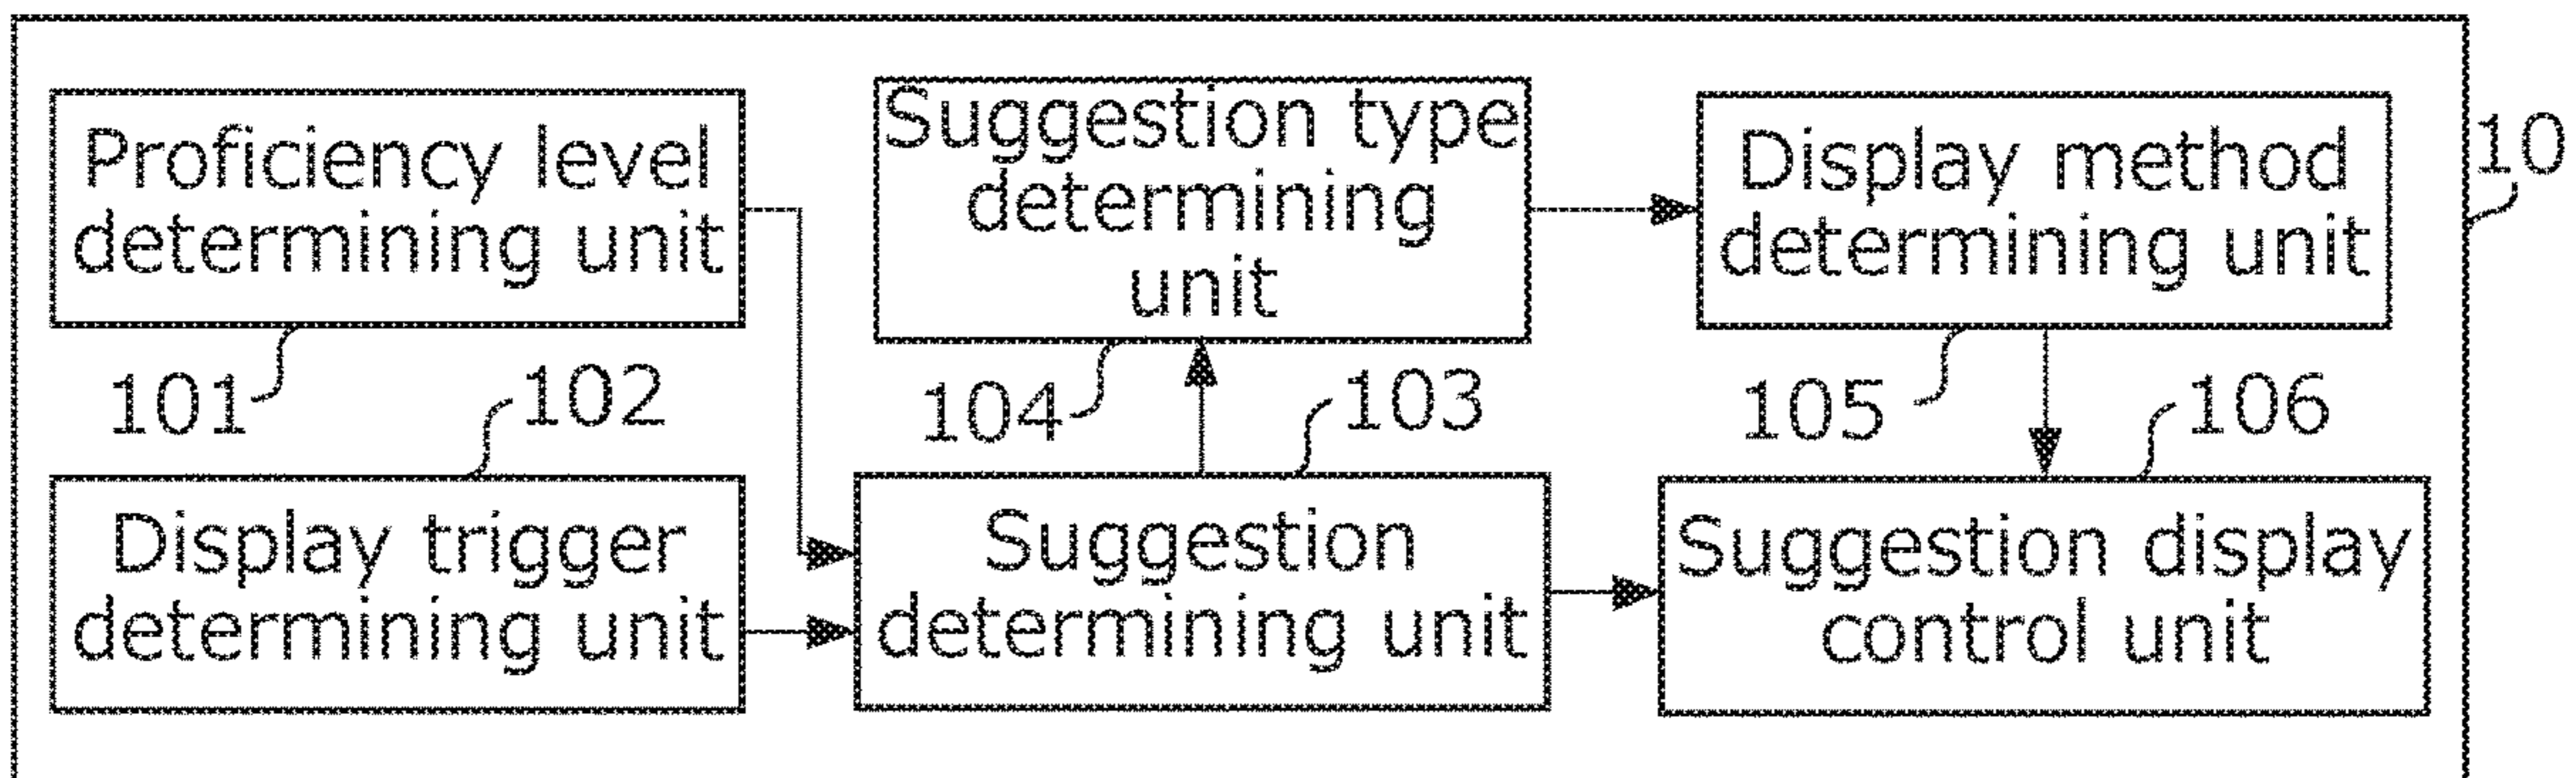 Proficiency level
determining unit
101
102
Display trigger
determining unit
Suggestion type
determining
unit
104
103
Suggestion
determining unit
Display method
determining unit
10
105
106
Suggestion display
control unit